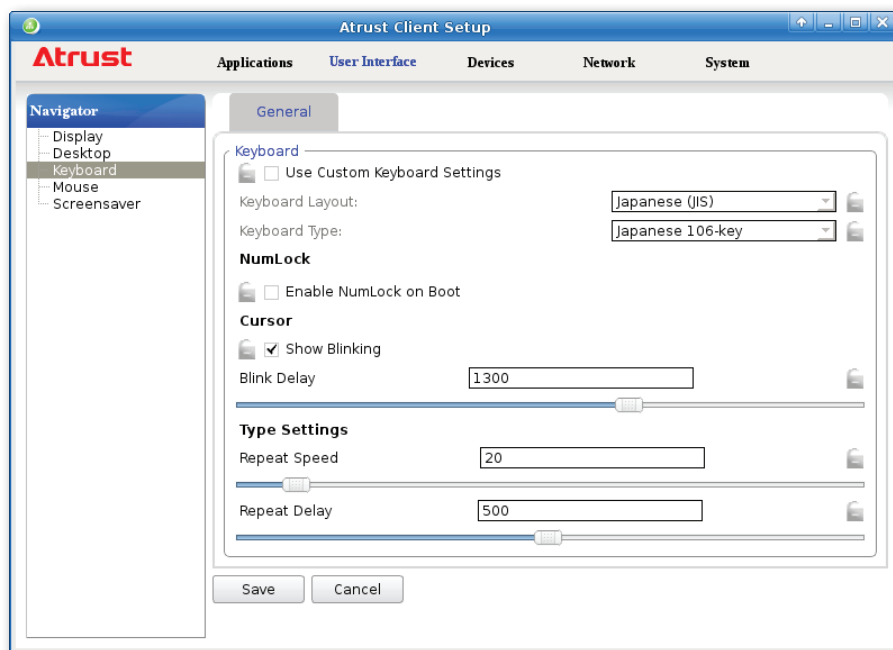 Atrust Client Setup
Atrust
Applications User Interface Devices Network System
Navigator
Display
Desktop
Keyboard
Mouse
Screensaver
General
Keyboard
Use Custom Keyboard Settings
Keyboard Layout: Japanese (JIS)
Keyboard Type: Japanese 106-key
NumLock
Enable NumLock on Boot
Cursor
Show Blinking
Blink Delay 1300
Type Settings
Repeat Speed 20
Repeat Delay 500
Save Cancel